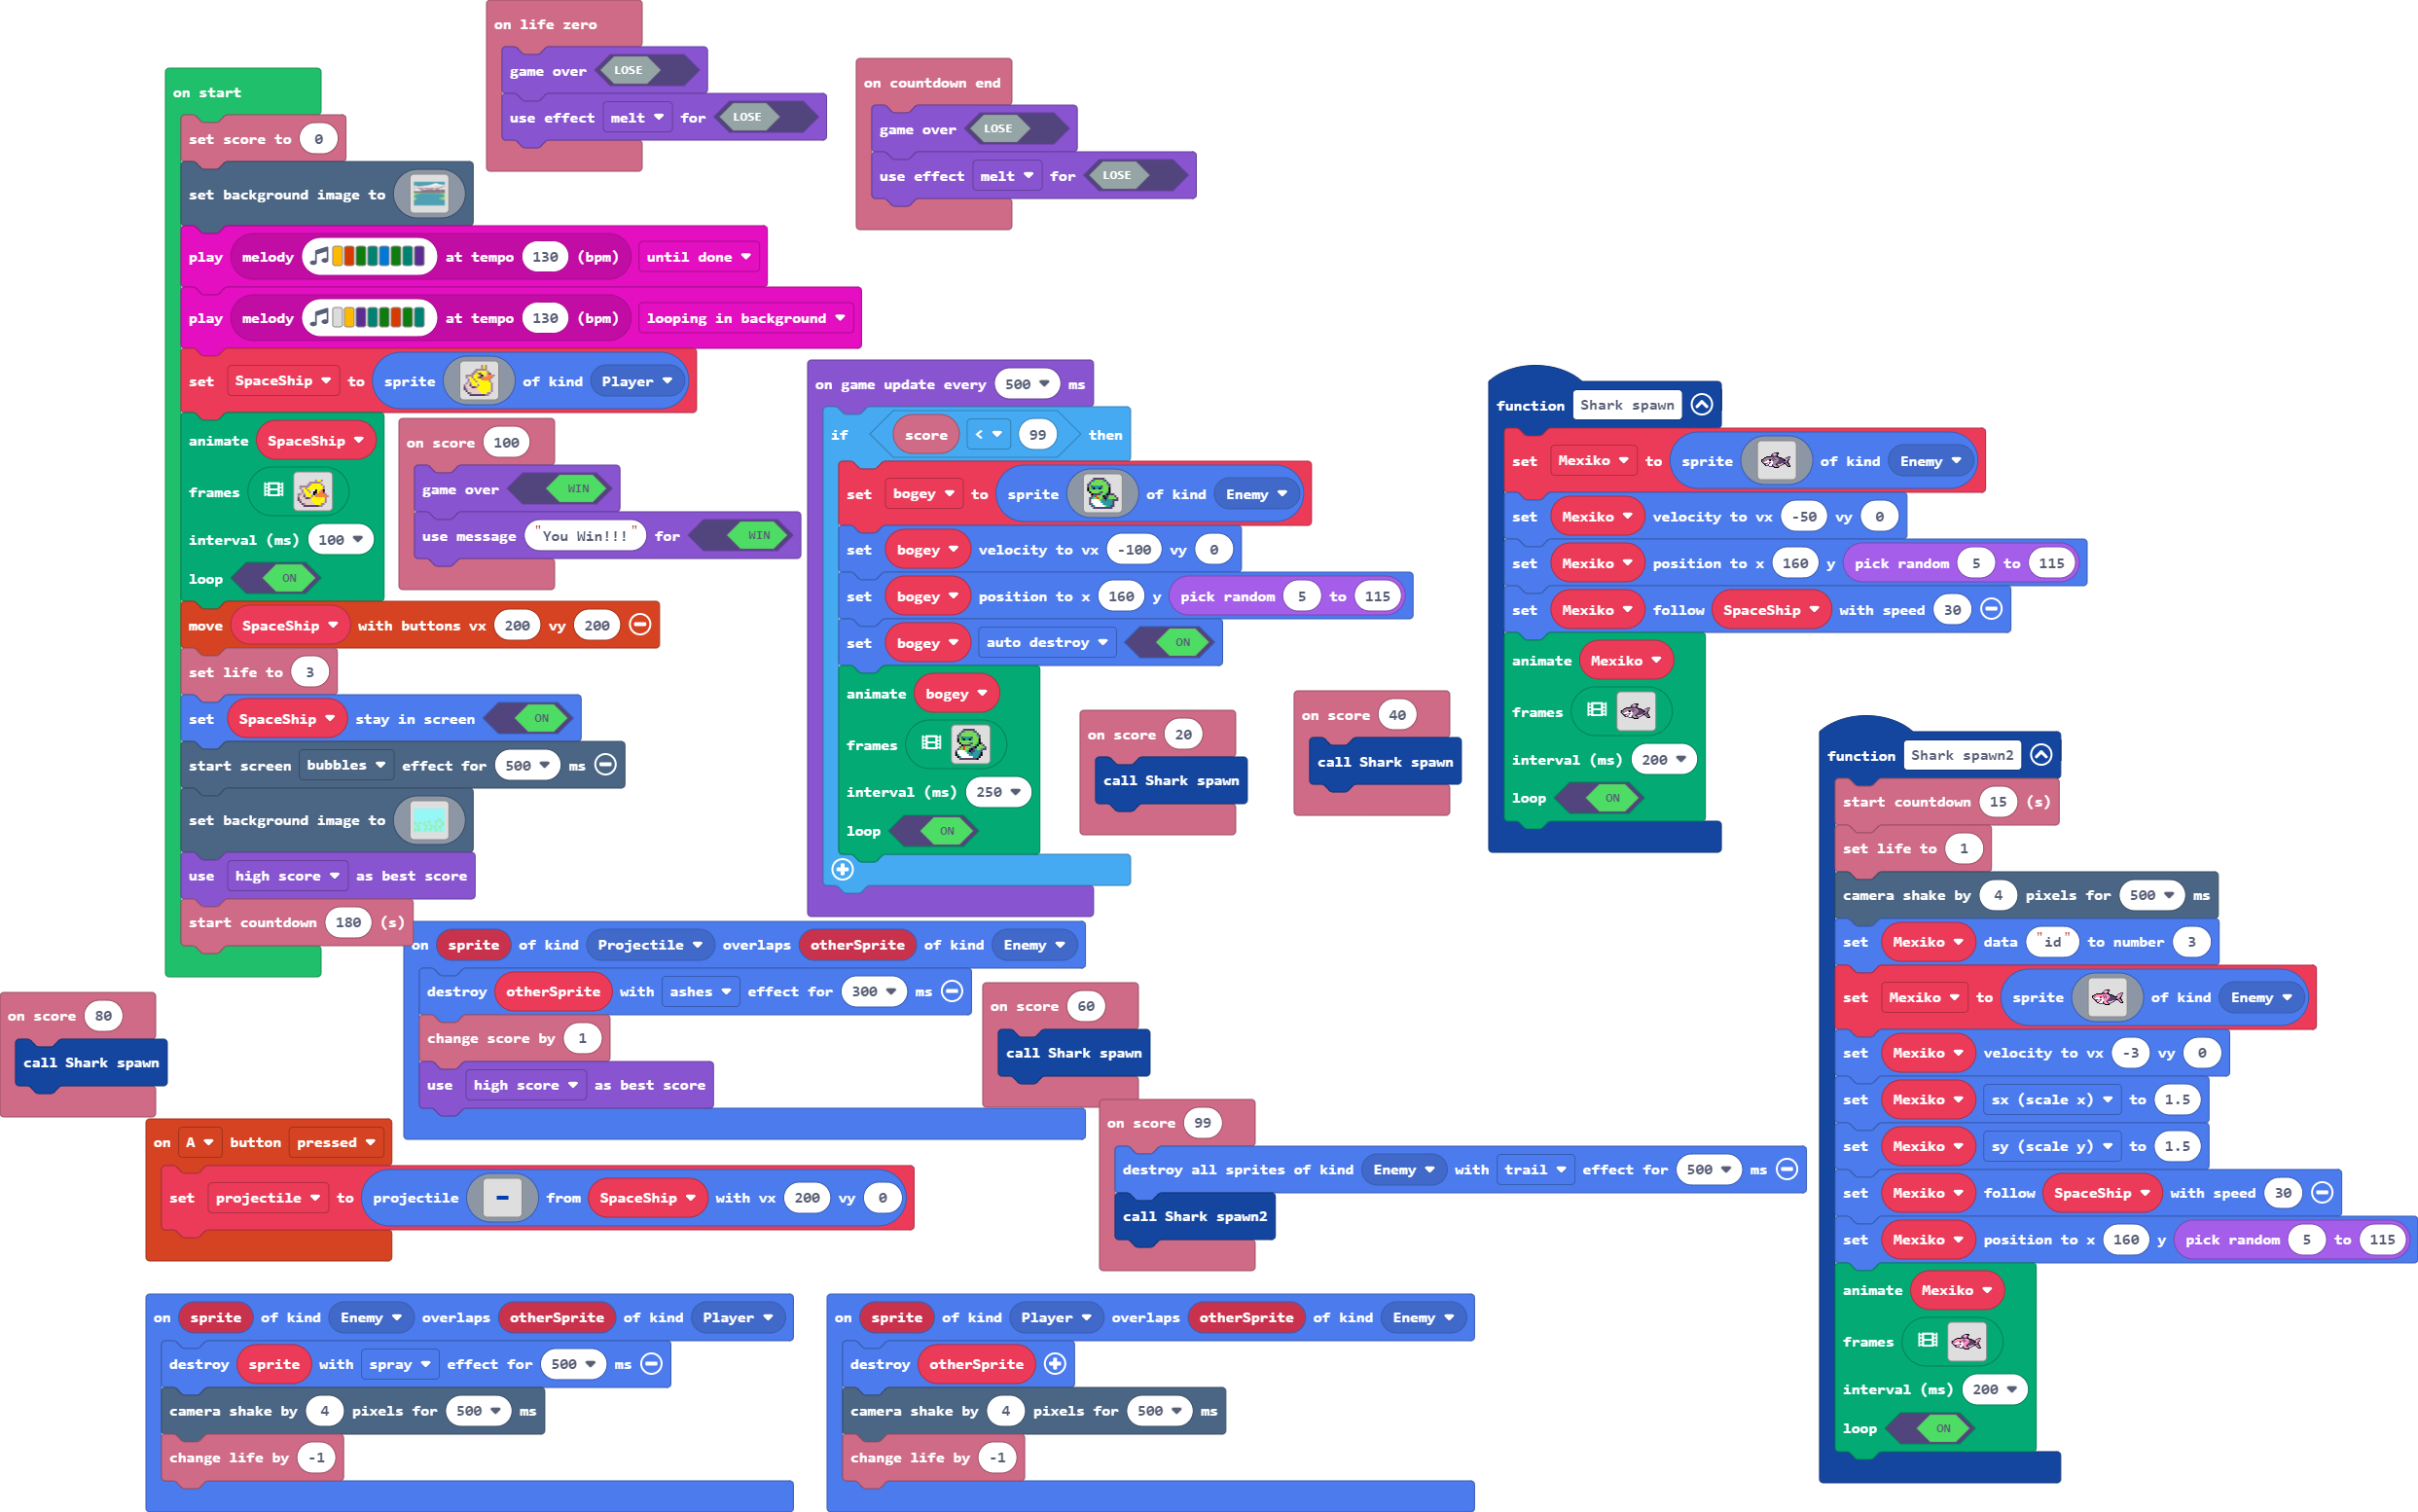 on start
set score to 0
set background image to
play melody at tempo 130 (bpm) until done
play melody at tempo 130 (bpm) looping in background
set SpaceShip to sprite of kind Player
animate SpaceShip
frames
interval (ms) 100
loop ON
move SpaceShip with buttons vx 200 vy 200
set life to 3
set SpaceShip stay in screen ON
start screen bubbles effect for 500 ms
set background image to
use high score as best score
start countdown 180 (s)
on life zero
game over LOSE
use effect melt for LOSE
on countdown end
game over LOSE
use effect melt for LOSE
on score 100
game over WIN
use message "You Win!!!" for WIN
on game update every 500 ms
if score < 99 then
set bogey to sprite of kind Enemy
set bogey velocity to vx -100 vy 0
set bogey position to x 160 y pick random 5 to 115
set bogey auto destroy ON
animate bogey
frames
interval (ms) 250
loop ON
on score 20
call Shark spawn
on score 40
call Shark spawn
function Shark spawn
set Mexiko to sprite of kind Enemy
set Mexiko velocity to vx -50 vy 0
set Mexiko position to x 160 y pick random 5 to 115
set Mexiko follow SpaceShip with speed 30
animate Mexiko
frames
interval (ms) 200
loop ON
function Shark spawn2
start countdown 15 (s)
set life to 1
camera shake by 4 pixels for 500 ms
set Mexiko data "id" to number 3
set Mexiko to sprite of kind Enemy
set Mexiko velocity to vx -3 vy 0
set Mexiko sx (scale x) to 1.5
set Mexiko sy (scale y) to 1.5
set Mexiko follow SpaceShip with speed 30
set Mexiko position to x 160 y pick random 5 to 115
animate Mexiko
frames
interval (ms) 200
loop ON
on sprite of kind Projectile overlaps otherSprite of kind Enemy
destroy otherSprite with ashes effect for 300 ms
change score by 1
use high score as best score
on score 80
call Shark spawn
on score 60
call Shark spawn
on score 99
destroy all sprites of kind Enemy with trail effect for 500 ms
call Shark spawn2
on A button pressed
set projectile to projectile from SpaceShip with vx 200 vy 0
on sprite of kind Enemy overlaps otherSprite of kind Player
destroy sprite with spray effect for 500 ms
camera shake by 4 pixels for 500 ms
change life by -1
on sprite of kind Player overlaps otherSprite of kind Enemy
destroy otherSprite
camera shake by 4 pixels for 500 ms
change life by -1